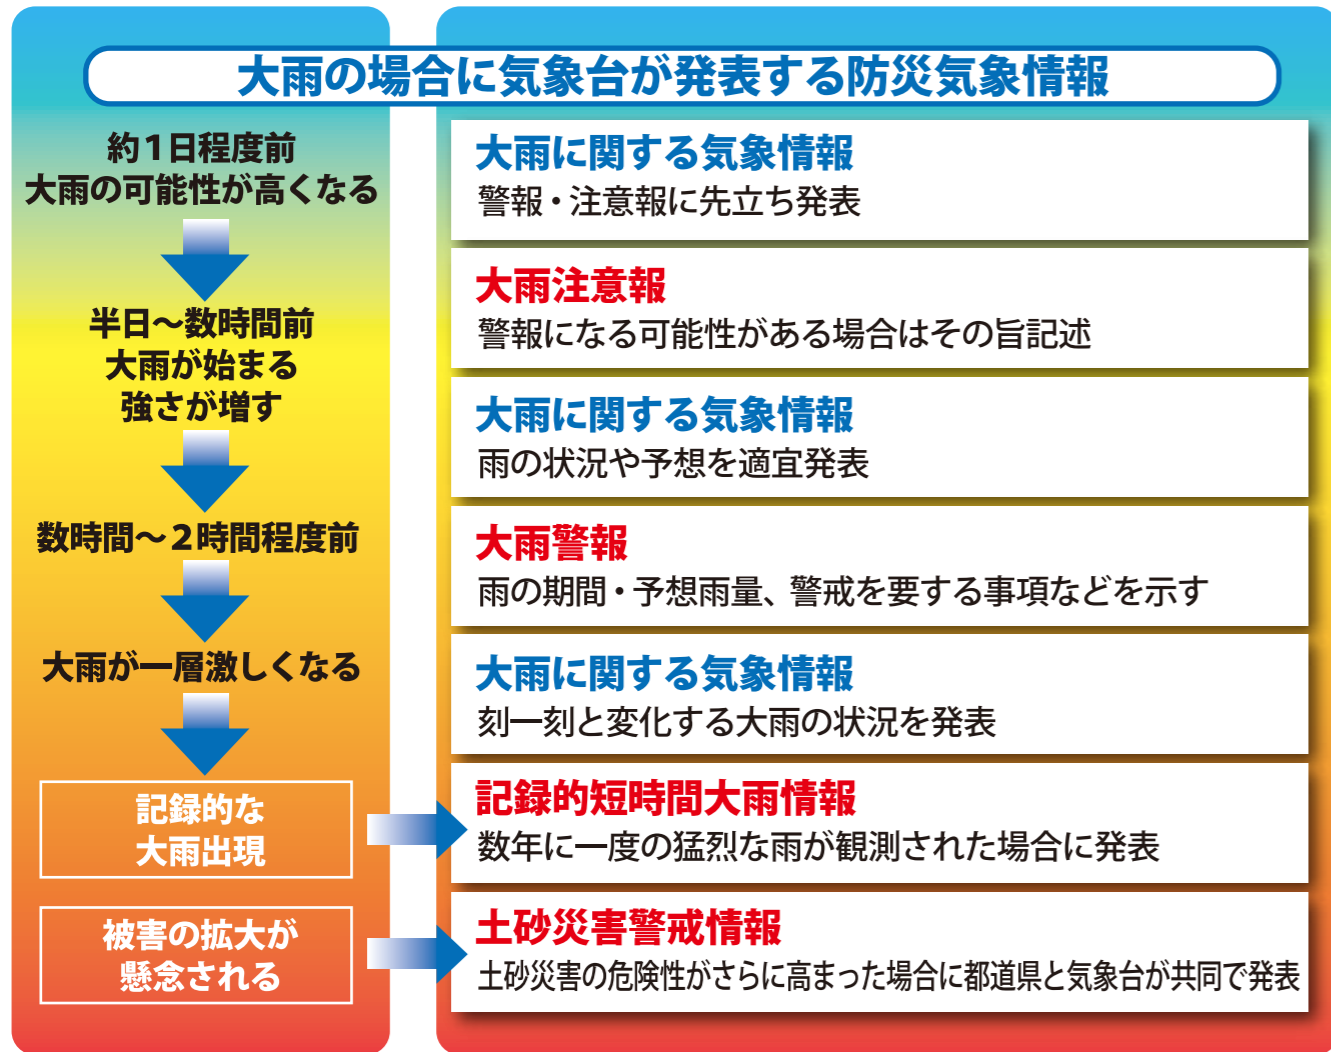 大雨の場合に気象台が発表する防災気象情報
約1日程度前
大雨の可能性が高くなる
半日～数時間前
大雨が始まる
強さが増す
数時間～2時間程度前
大雨が一層激しくなる
記録的な
大雨出現
被害の拡大が
懸念される
大雨に関する気象情報
警報・注意報に先立ち発表
大雨注意報
警報になる可能性がある場合はその旨記述
大雨に関する気象情報
雨の状況や予想を適宜発表
大雨警報
雨の期間・予想雨量、警戒を要する事項などを示す
大雨に関する気象情報
刻一刻と変化する大雨の状況を発表
記録的短時間大雨情報
数年に一度の猛烈な雨が観測された場合に発表
土砂災害警戒情報
土砂災害の危険性がさらに高まった場合に都道県と気象台が共同で発表